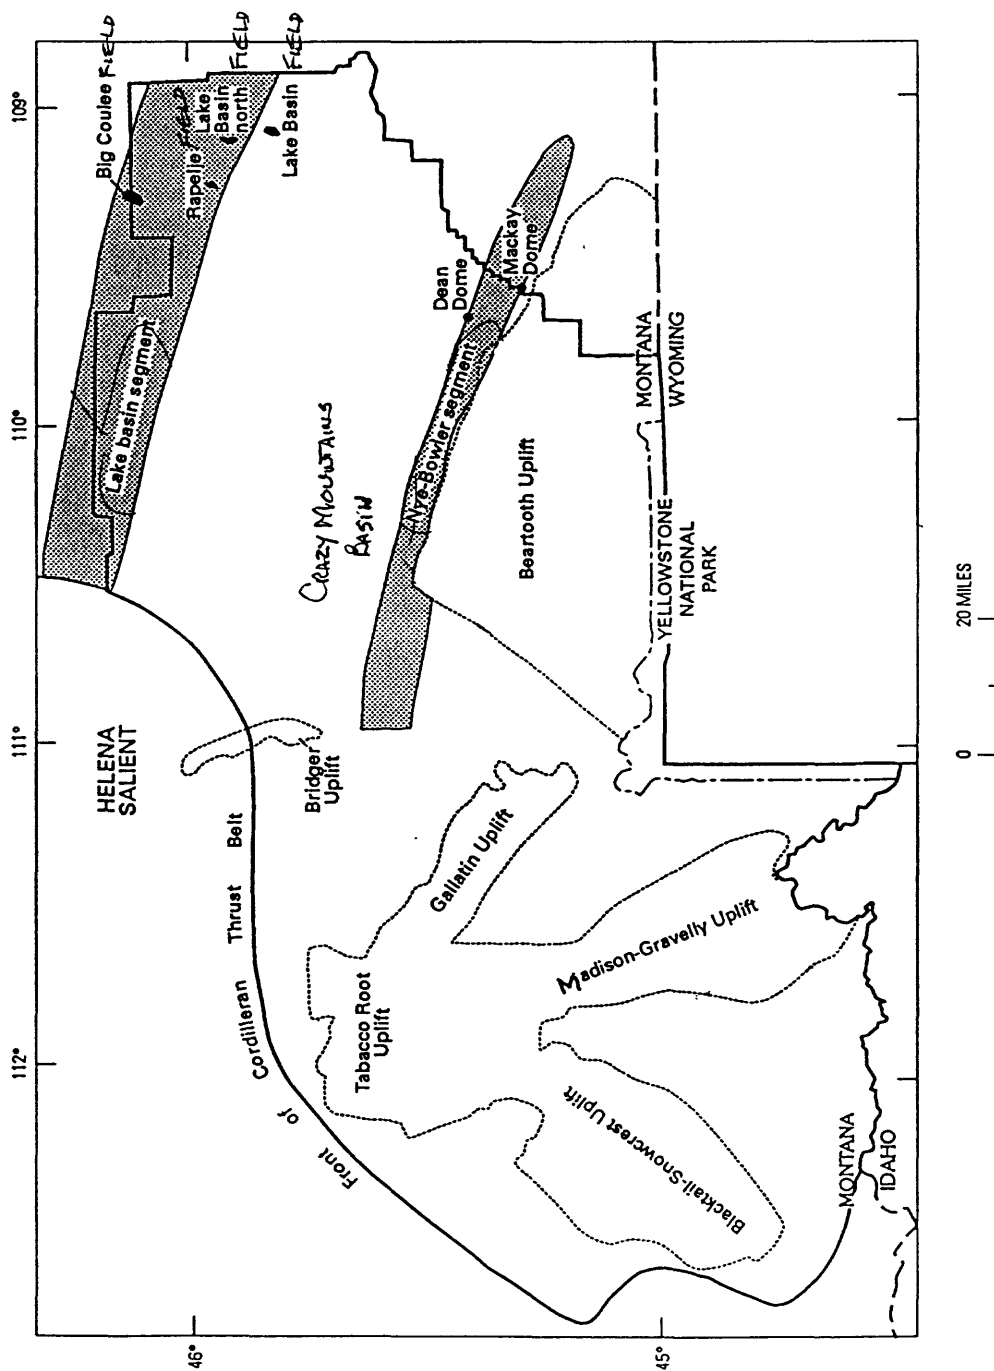 112°
111°
110°
109°
46°
45°
HELENA
SALIENT
Front of Cordilleran Thrust Belt
Bridger
Uplift
Tabacco Root
Uplift
Gallatin Uplift
Madison-Gravelly Uplift
Blacktail-Snowcrest Uplift
Lake basin segment
Big Coulee FIELD
Rapelje FIELD
Lake
Basin
north FIELD
Lake Basin FIELD
CRAZY MOUNTAINS
BASIN
Nye-Bowler segment
Dean
Dome
Mackay
Dome
Beartooth Uplift
YELLOWSTONE
NATIONAL
PARK
MONTANA
WYOMING
MONTANA
IDAHO
0 20 MILES